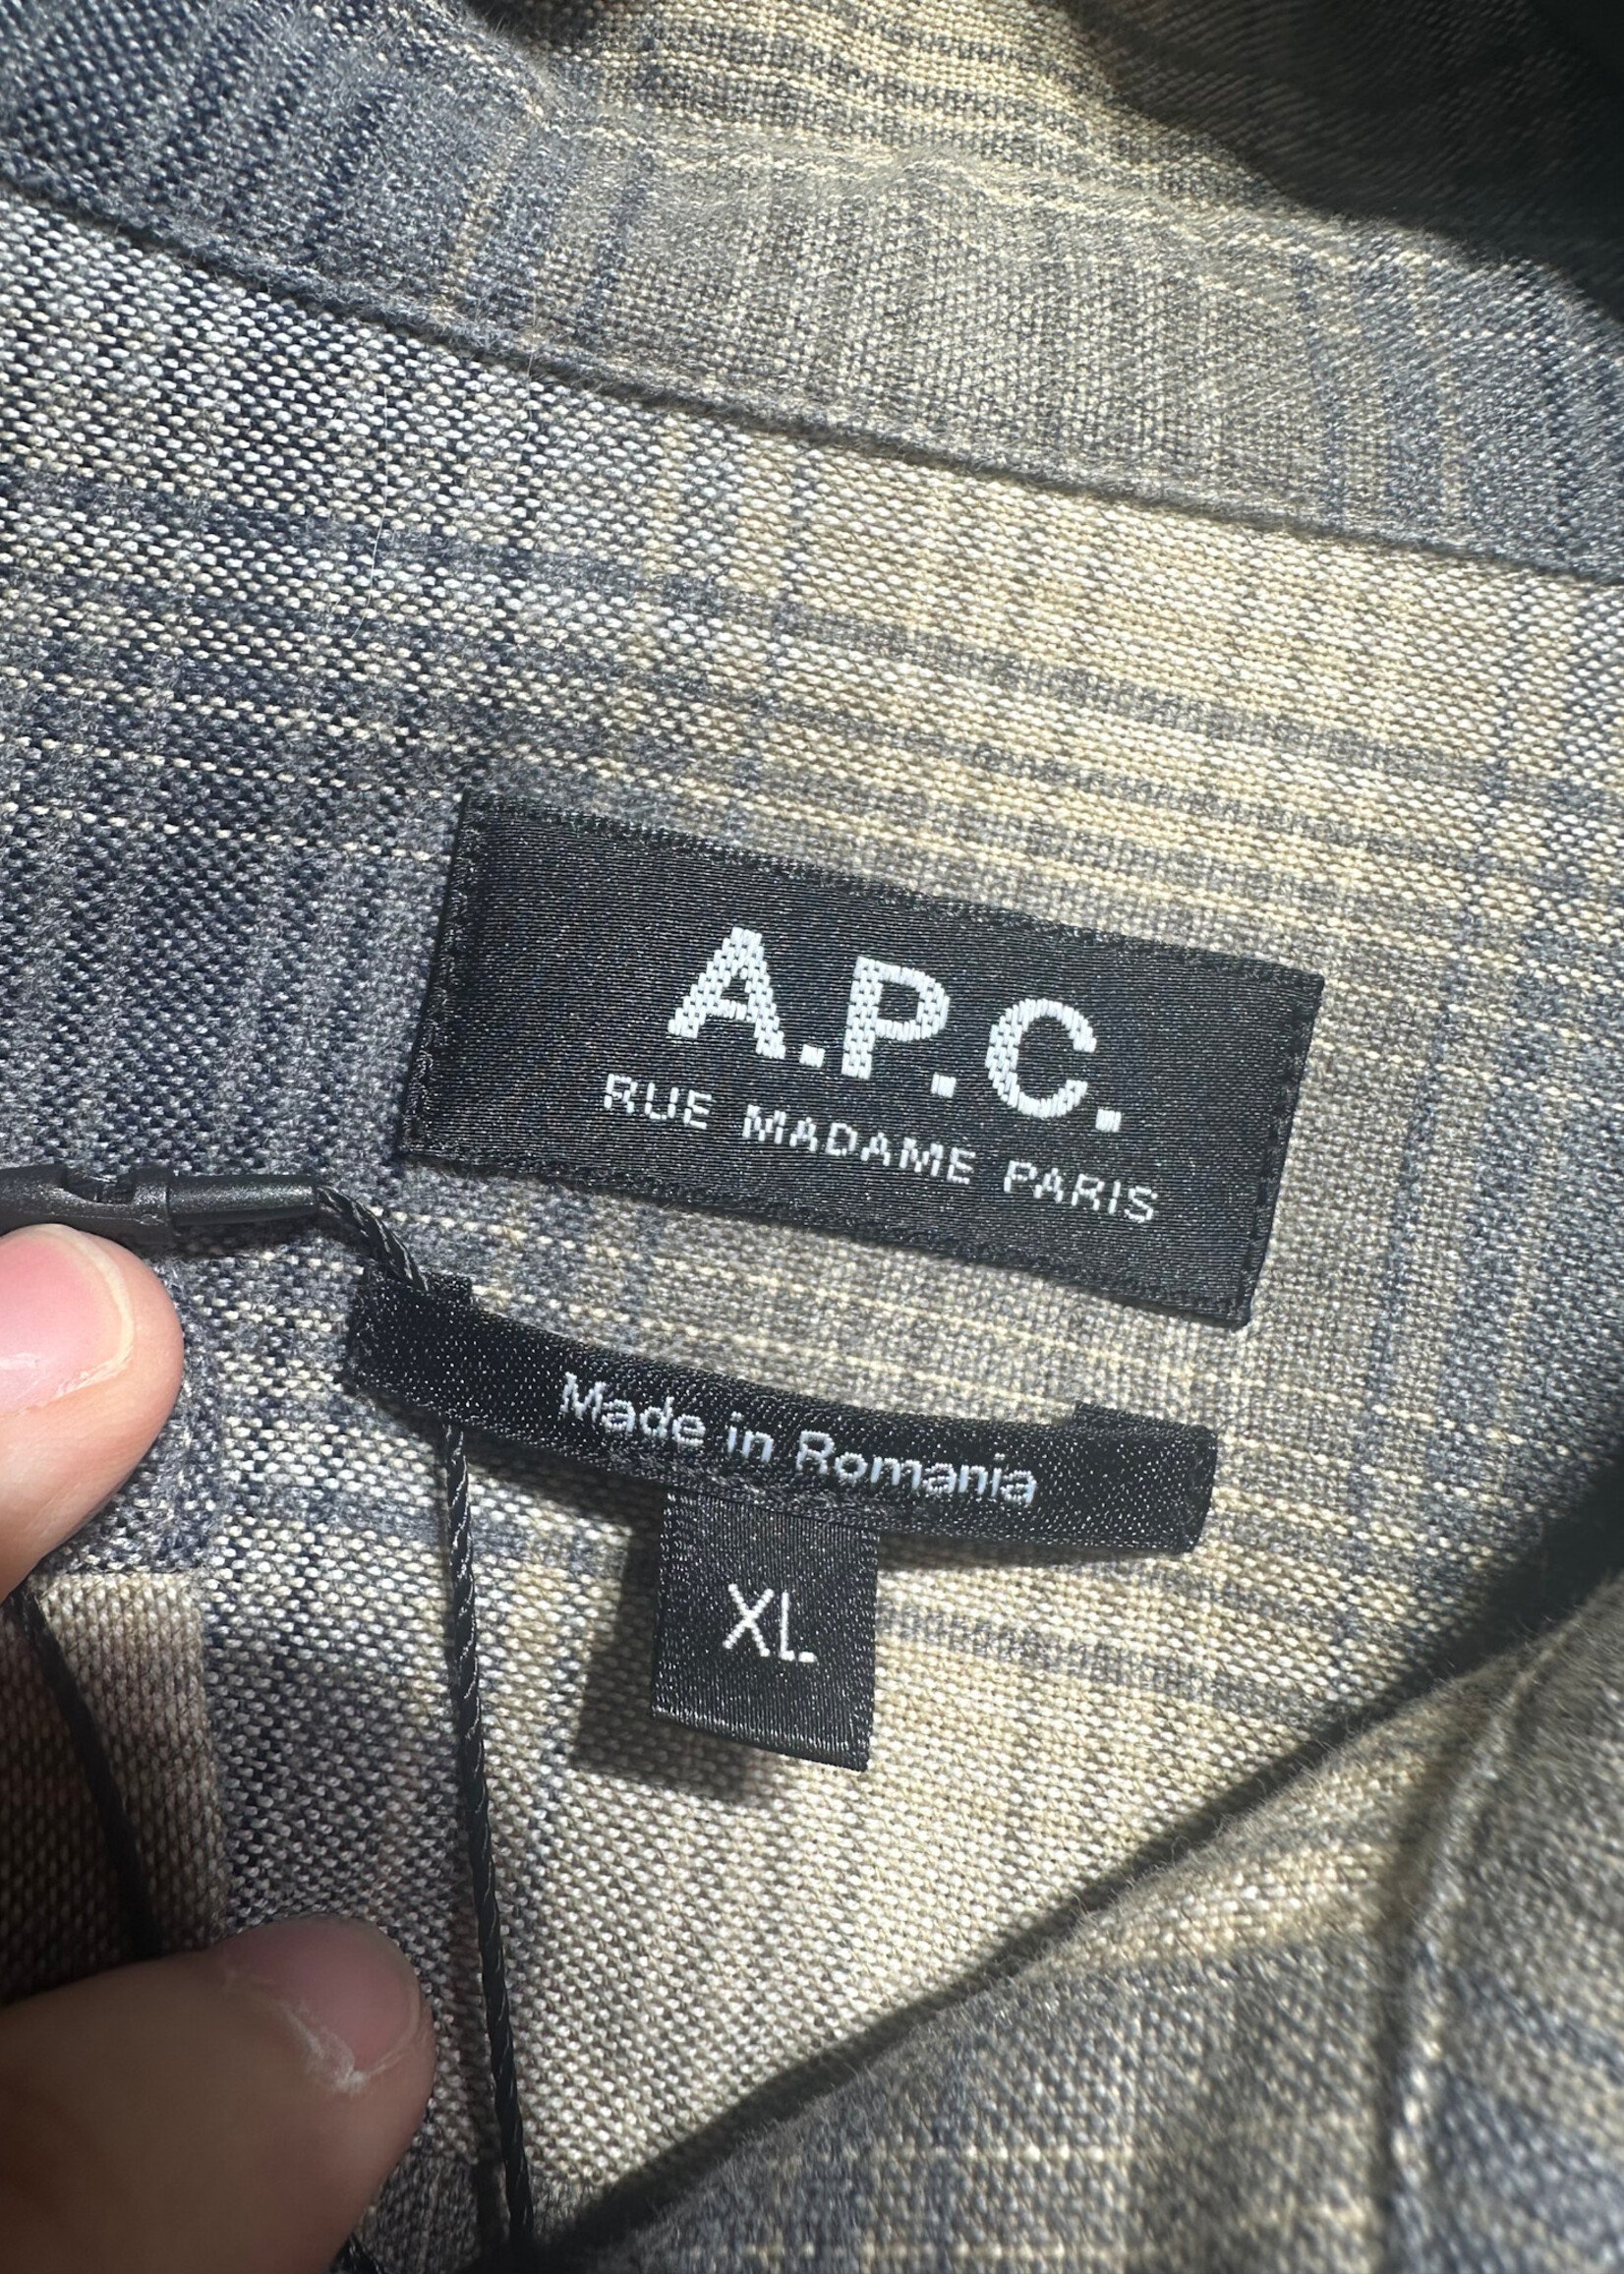 A.P.C.
RUE MADAME PARIS
Made in Romania
XL